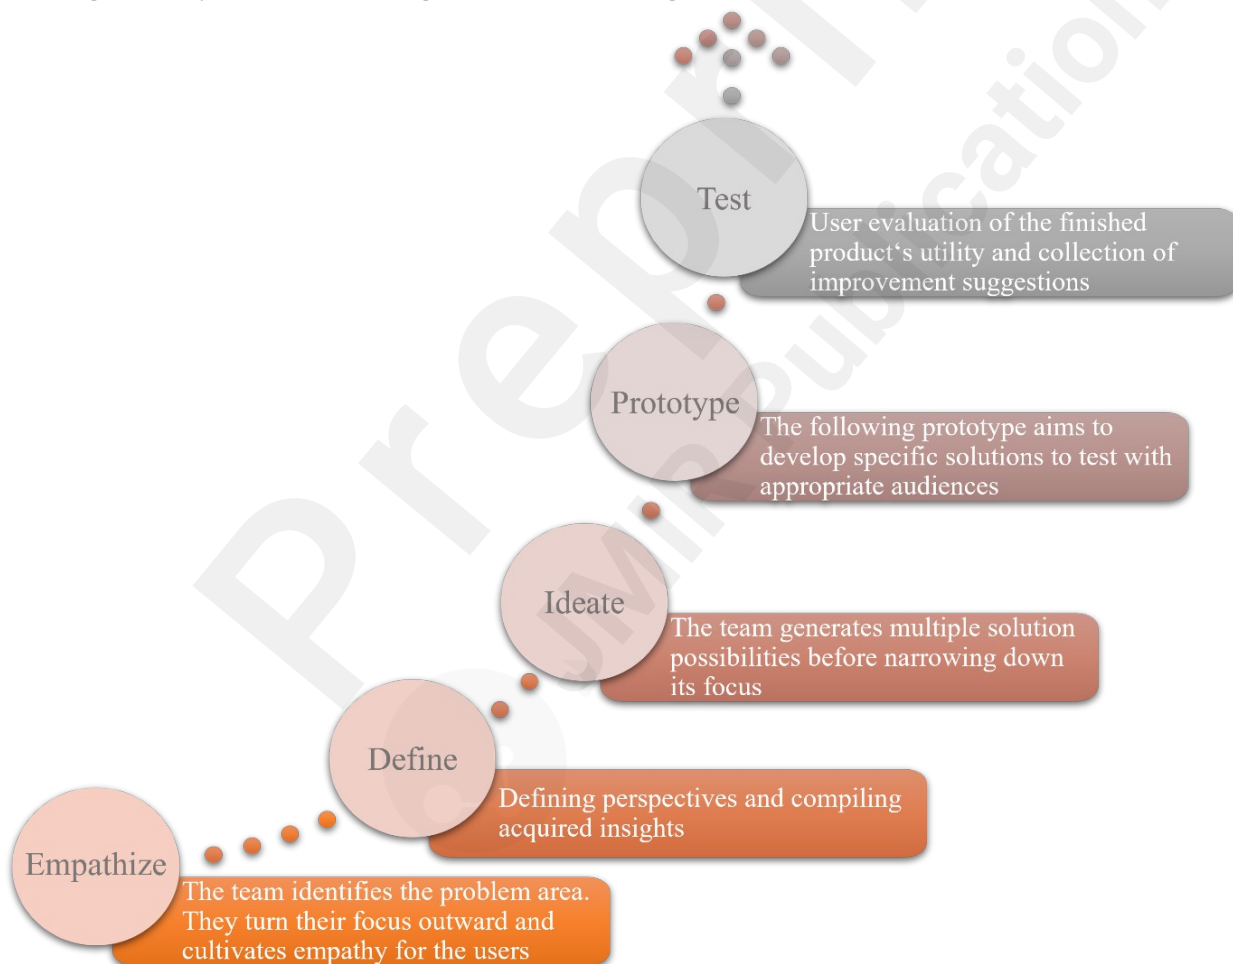 Test
User evaluation of the finished
product‘s utility and collection of
improvement suggestions
Prototype
The following prototype aims to
develop specific solutions to test with
appropriate audiences
Ideate
The team generates multiple solution
possibilities before narrowing down
its focus
Define
Defining perspectives and compiling
acquired insights
Empathize
The team identifies the problem area.
They turn their focus outward and
cultivates empathy for the users
JMIR Publication